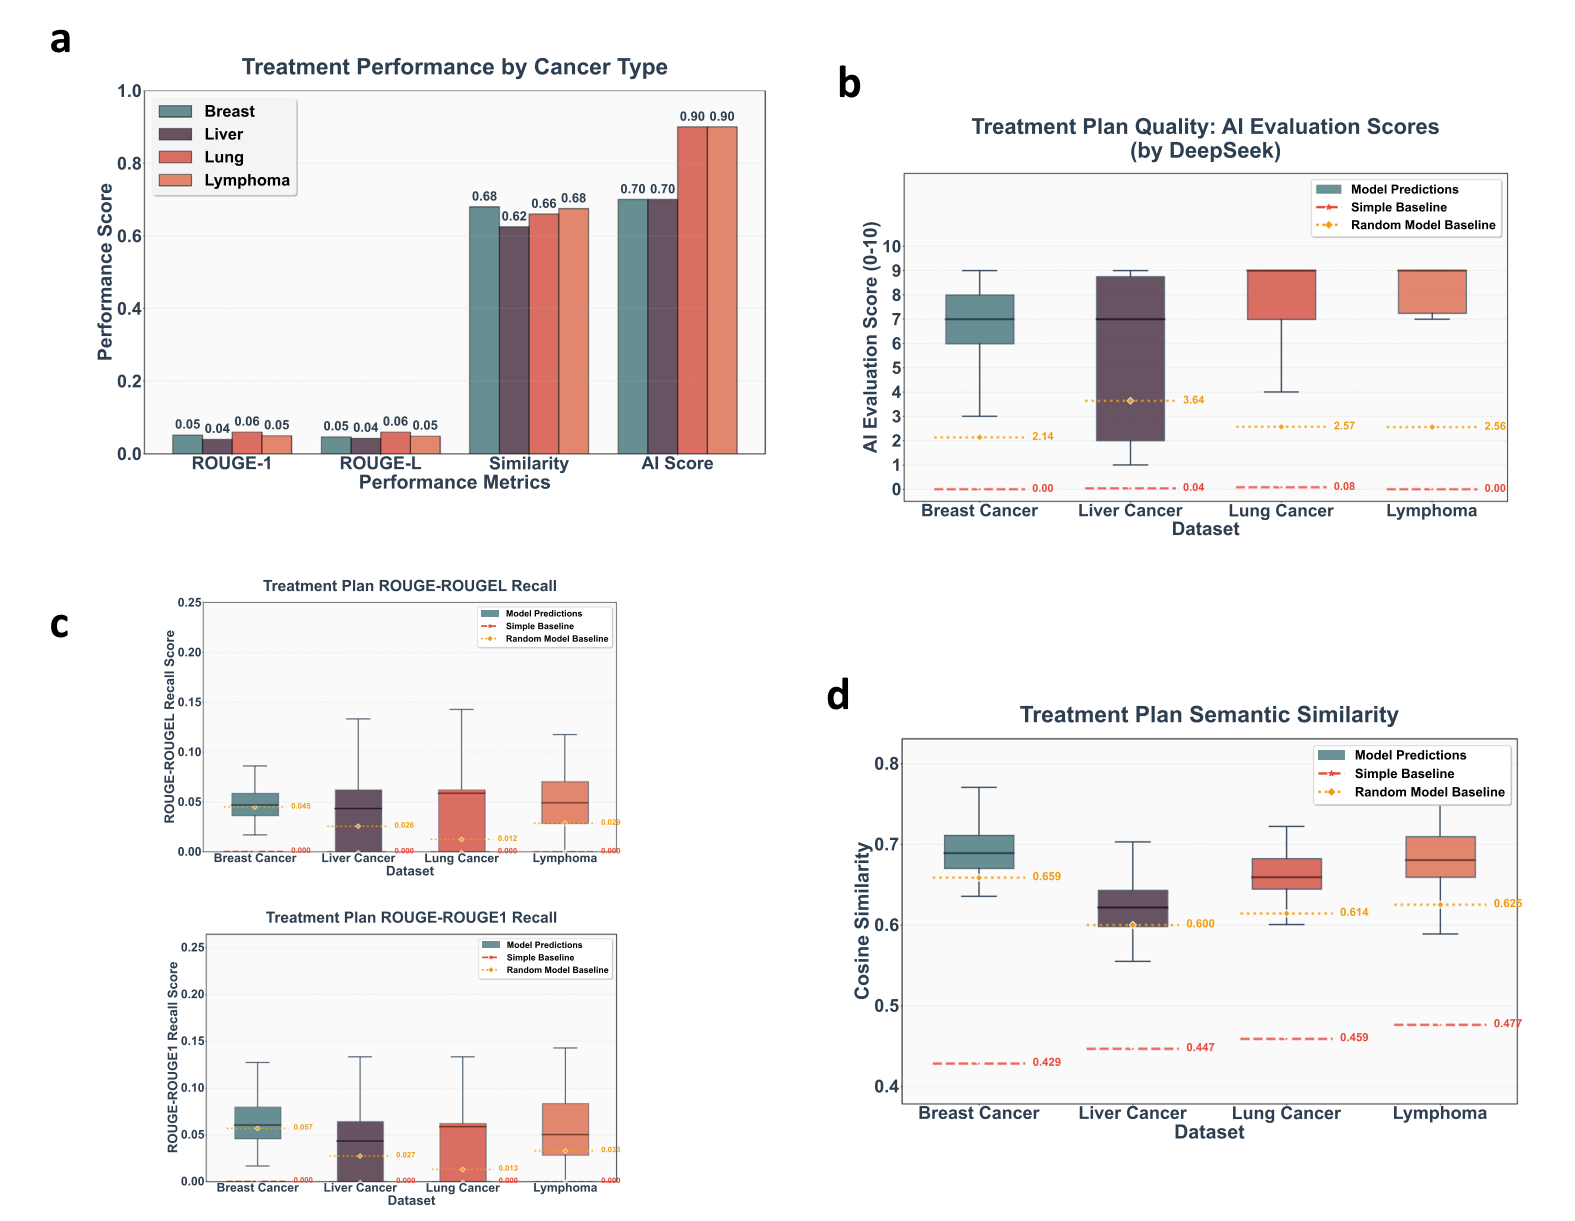 a
Treatment Performance by Cancer Type
Performance Score
1.0
0.8
0.6
0.4
0.2
0.0
Breast
Liver
Lung
Lymphoma
0.05
0.04
0.06
0.05
0.05
0.04
0.06
0.05
0.68
0.62
0.66
0.68
0.70
0.70
0.90
0.90
ROUGE-1
ROUGE-L
Similarity
AI Score
Performance Metrics
b
Treatment Plan Quality: AI Evaluation Scores
(by DeepSeek)
AI Evaluation Score (0-10)
10
9
8
7
6
5
4
3
2
1
0
Model Predictions
Simple Baseline
Random Model Baseline
2.14
3.64
2.57
2.56
0.00
0.04
0.08
0.00
Breast Cancer
Liver Cancer
Lung Cancer
Lymphoma
Dataset
c
Treatment Plan ROUGE-ROUGEL Recall
ROUGE-ROUGEL Recall Score
0.25
0.20
0.15
0.10
0.05
0.00
Model Predictions
Simple Baseline
Random Model Baseline
0.045
0.026
0.012
0.029
0.000
0.000
0.000
0.000
Breast Cancer
Liver Cancer
Lung Cancer
Lymphoma
Dataset
Treatment Plan ROUGE-ROUGE1 Recall
ROUGE-ROUGE1 Recall Score
0.25
0.20
0.15
0.10
0.05
0.00
Model Predictions
Simple Baseline
Random Model Baseline
0.057
0.027
0.013
0.033
0.000
0.000
0.000
0.000
Breast Cancer
Liver Cancer
Lung Cancer
Lymphoma
Dataset
d
Treatment Plan Semantic Similarity
Cosine Similarity
0.8
0.7
0.6
0.5
0.4
Model Predictions
Simple Baseline
Random Model Baseline
0.659
0.600
0.614
0.625
0.429
0.447
0.459
0.477
Breast Cancer
Liver Cancer
Lung Cancer
Lymphoma
Dataset